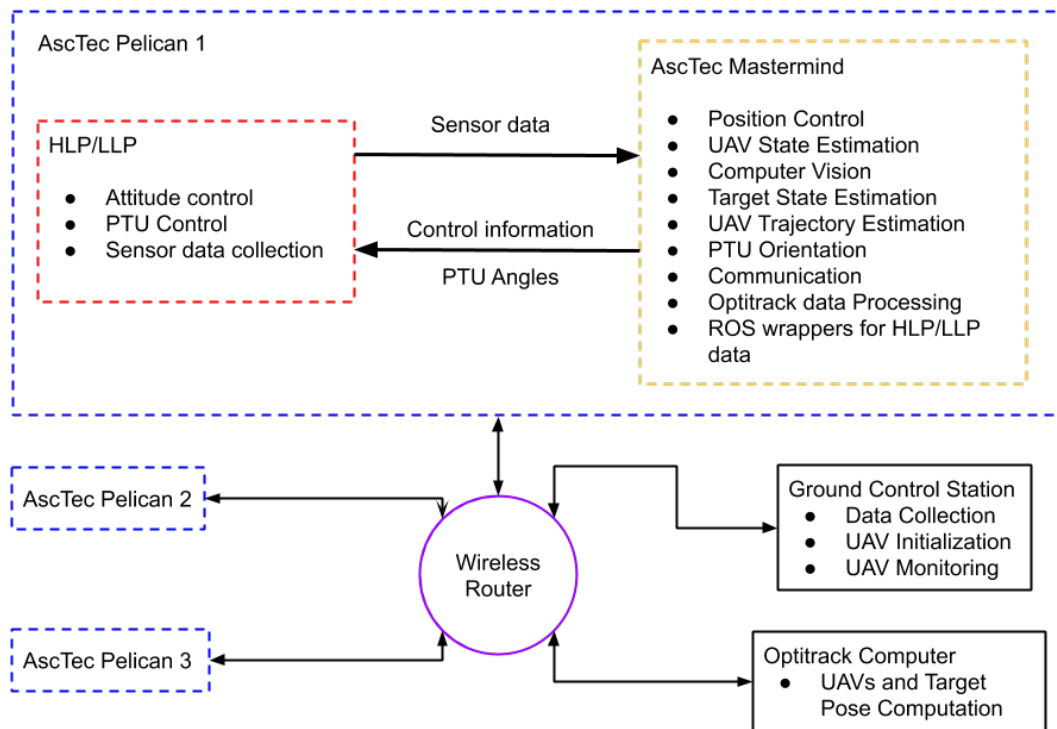 AscTec Pelican 1
HLP/LLP
● Attitude control
● PTU Control
● Sensor data collection
Sensor data
Control information
PTU Angles
AscTec Mastermind
● Position Control
● UAV State Estimation
● Computer Vision
● Target State Estimation
● UAV Trajectory Estimation
● PTU Orientation
● Communication
● Optitrack data Processing
● ROS wrappers for HLP/LLP
data
AscTec Pelican 2
AscTec Pelican 3
Wireless
Router
Ground Control Station
● Data Collection
● UAV Initialization
● UAV Monitoring
Optitrack Computer
● UAVs and Target
Pose Computation